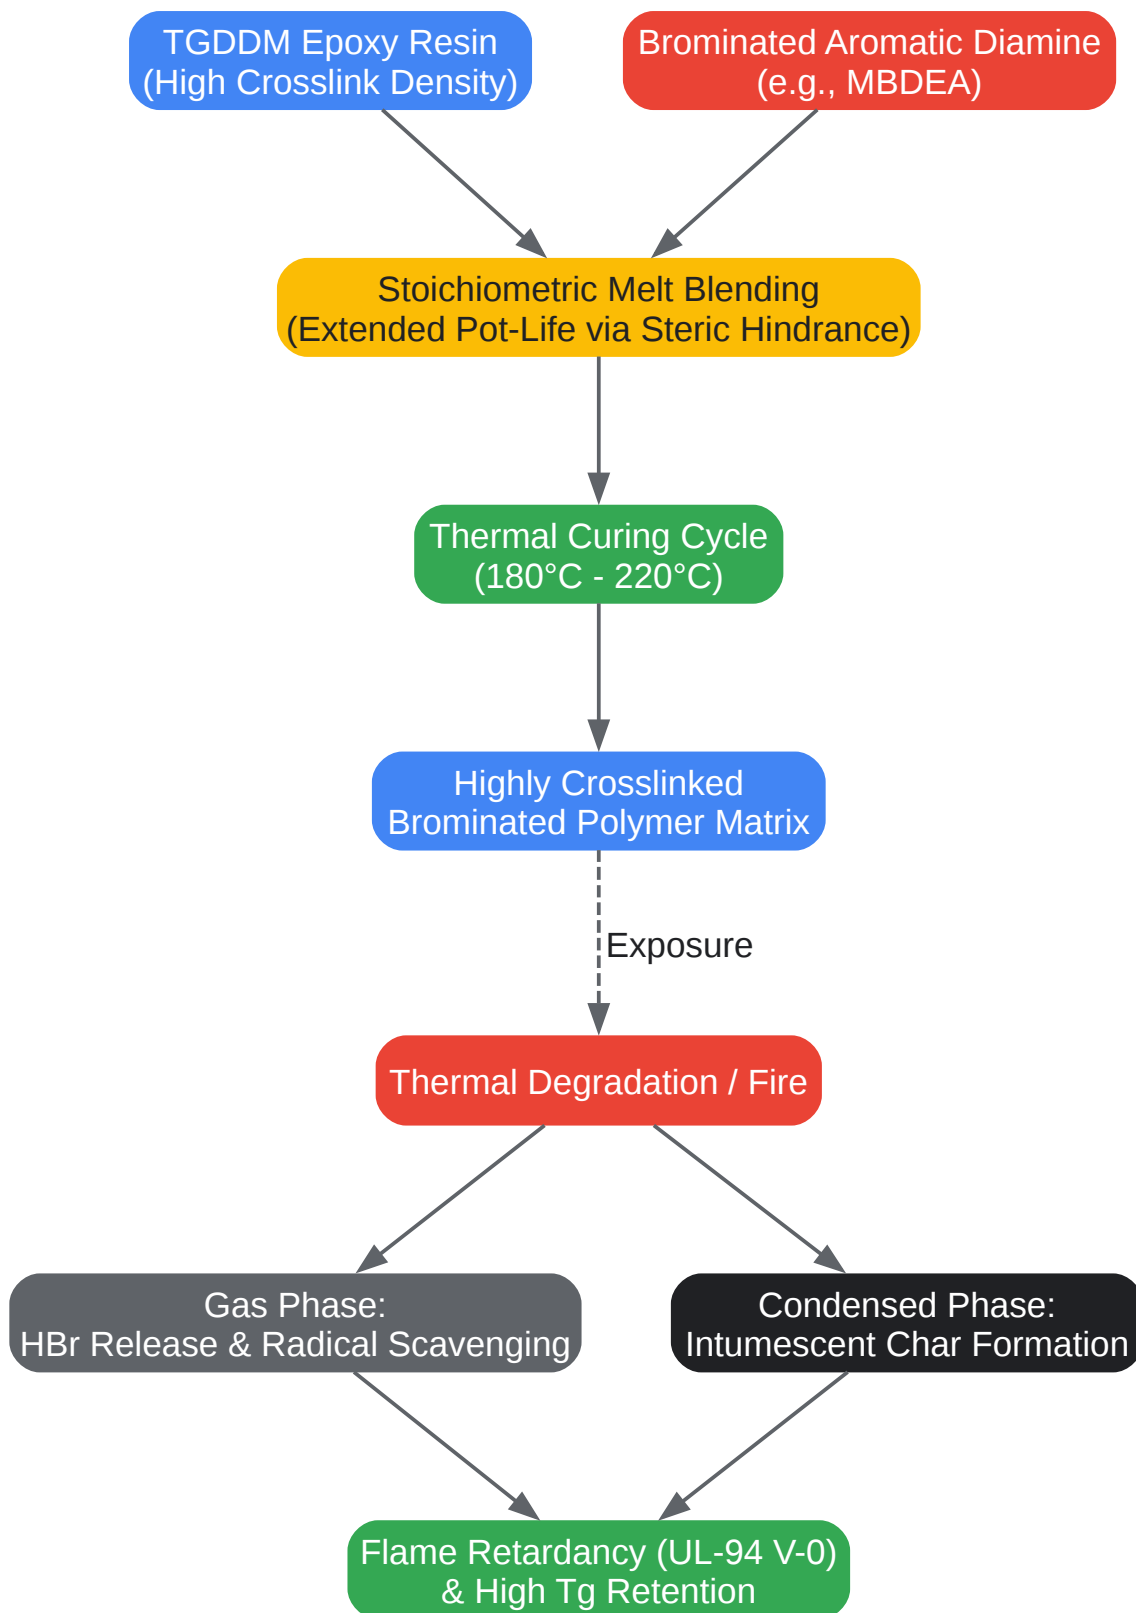 TGDDM Epoxy Resin
(High Crosslink Density)
Brominated Aromatic Diamine
(e.g., MBDEA)
Stoichiometric Melt Blending
(Extended Pot-Life via Steric Hindrance)
Thermal Curing Cycle
(180°C - 220°C)
Highly Crosslinked
Brominated Polymer Matrix
Exposure
Thermal Degradation / Fire
Gas Phase:
HBr Release & Radical Scavenging
Condensed Phase:
Intumescent Char Formation
Flame Retardancy (UL-94 V-0)
& High Tg Retention